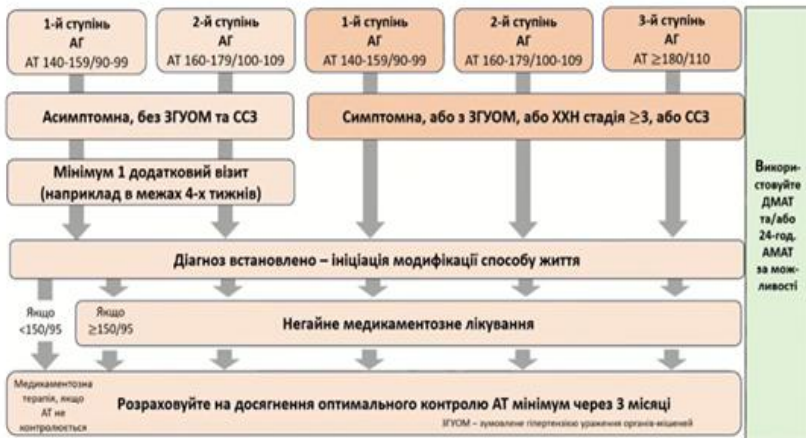 1-й ступінь
АГ
АТ 140-159/90-99
2-й ступінь
АГ
АТ 160-179/100-109
1-й ступінь
АГ
АТ 140-159/90-99
2-й ступінь
АГ
АТ 160-179/100-109
3-й ступінь
АГ
АТ ≥180/110
Асимптомна, без ЗГУОМ та ССЗ
Симптомна, або з ЗГУОМ, або ХХН стадія ≥3, або ССЗ
Мінімум 1 додатковий візит
(наприклад в межах 4-х тижнів)
Діагноз встановлено – ініціація модифікації способу життя
Якщо
<150/95
Якщо
≥150/95
Негайне медикаментозне лікування
Медикаментозна
терапія, якщо
АТ не
контролюється
Розраховуйте на досягнення оптимального контролю АТ мінімум через 3 місяці
ЗГУОМ – зумовлене гіпертензією ураження органів-мішеней
Викори-
стовуйте
ДМАТ
та/або
24-год.
АМАТ
за мож-
ливості